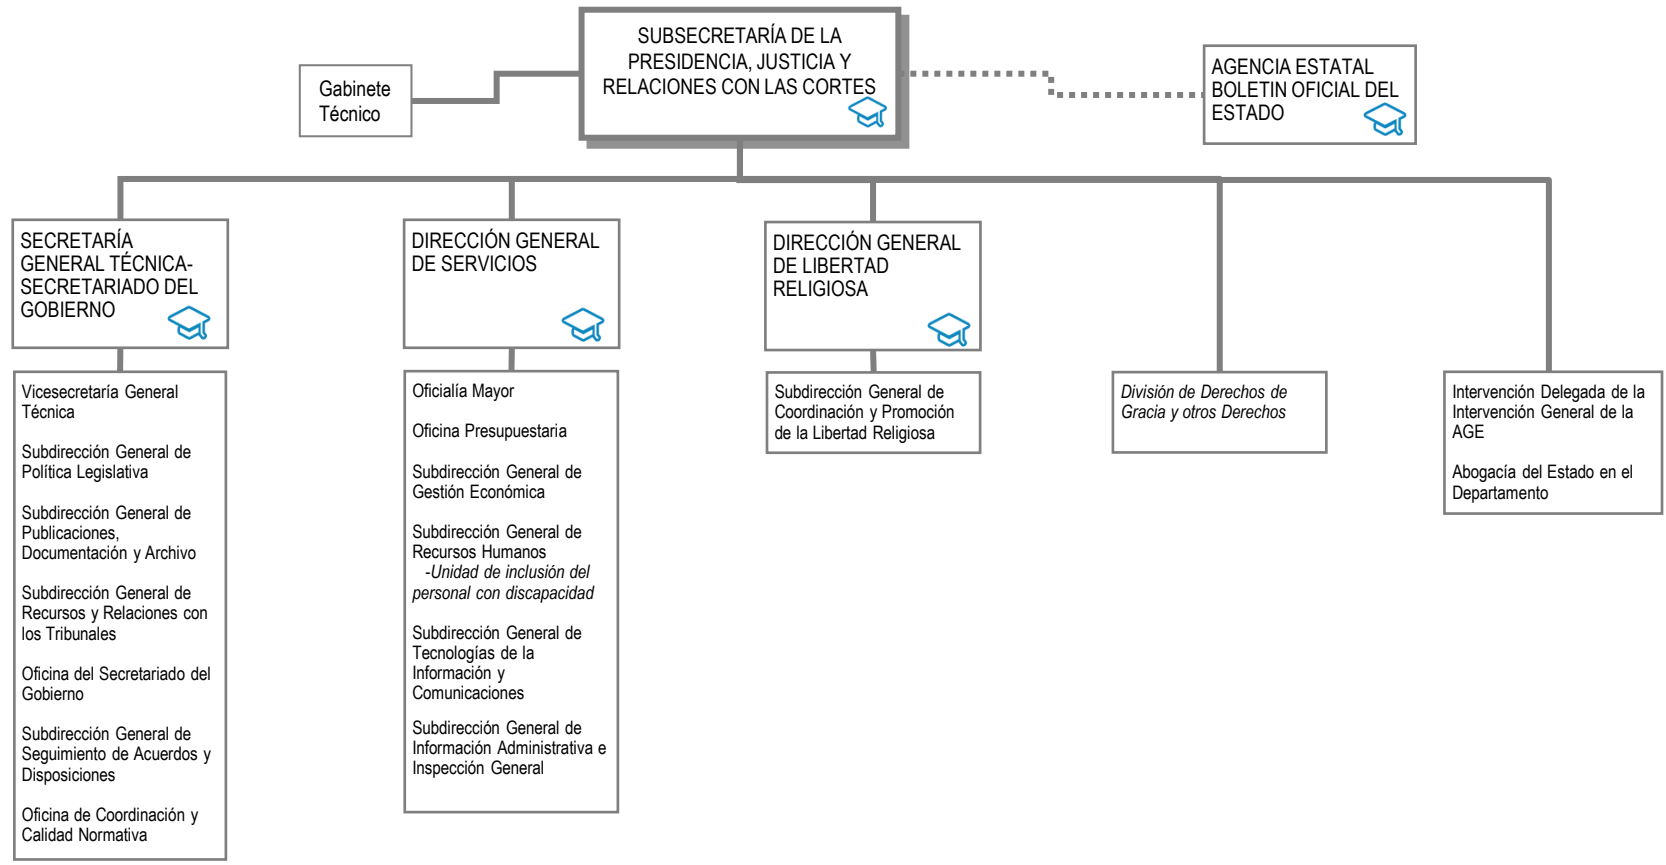 SUBSECRETARÍA DE LA
PRESIDENCIA, JUSTICIA Y
RELACIONES CON LAS CORTES
Gabinete
Técnico
AGENCIA ESTATAL
BOLETIN OFICIAL DEL
ESTADO
SECRETARÍA
GENERAL TÉCNICA-
SECRETARIADO DEL
GOBIERNO
DIRECCIÓN GENERAL
DE SERVICIOS
DIRECCIÓN GENERAL
DE LIBERTAD
RELIGIOSA
Vicesecretaría General
Técnica
Subdirección General de
Política Legislativa
Subdirección General de
Publicaciones,
Documentación y Archivo
Subdirección General de
Recursos y Relaciones con
los Tribunales
Oficina del Secretariado del
Gobierno
Subdirección General de
Seguimiento de Acuerdos y
Disposiciones
Oficina de Coordinación y
Calidad Normativa
Oficialía Mayor
Oficina Presupuestaria
Subdirección General de
Gestión Económica
Subdirección General de
Recursos Humanos
-Unidad de inclusión del
personal con discapacidad
Subdirección General de
Tecnologías de la
Información y
Comunicaciones
Subdirección General de
Información Administrativa e
Inspección General
Subdirección General de
Coordinación y Promoción
de la Libertad Religiosa
División de Derechos de
Gracia y otros Derechos
Intervención Delegada de la
Intervención General de la
AGE
Abogacía del Estado en el
Departamento